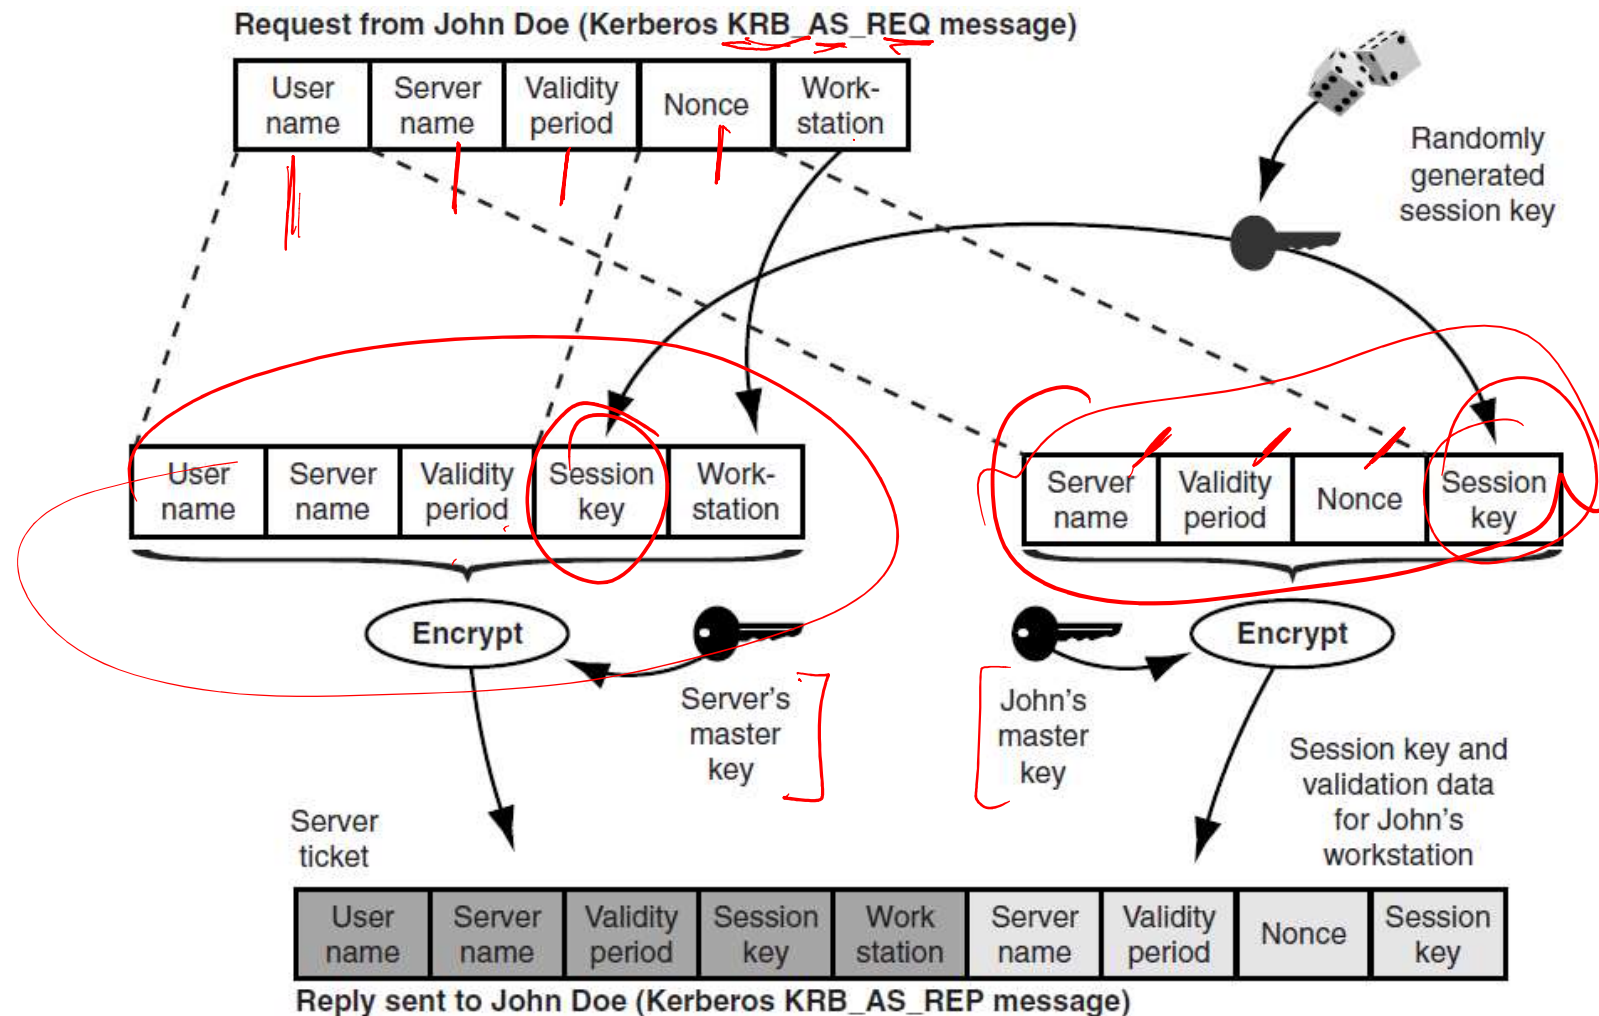 Request from John Doe (Kerberos KRB_AS_REQ message)
User
name
Server
name
Validity
period
Nonce
Work-
station
Randomly
generated
session key
User
name
Server
name
Validity
period
Session
key
Work-
station
Server
name
Validity
period
Nonce
Session
key
Encrypt
Encrypt
Server's
master
key
John's
master
key
Session key and
validation data
for John's
workstation
Server
ticket
User
name
Server
name
Validity
period
Session
key
Work
station
Server
name
Validity
period
Nonce
Session
key
Reply sent to John Doe (Kerberos KRB_AS_REP message)